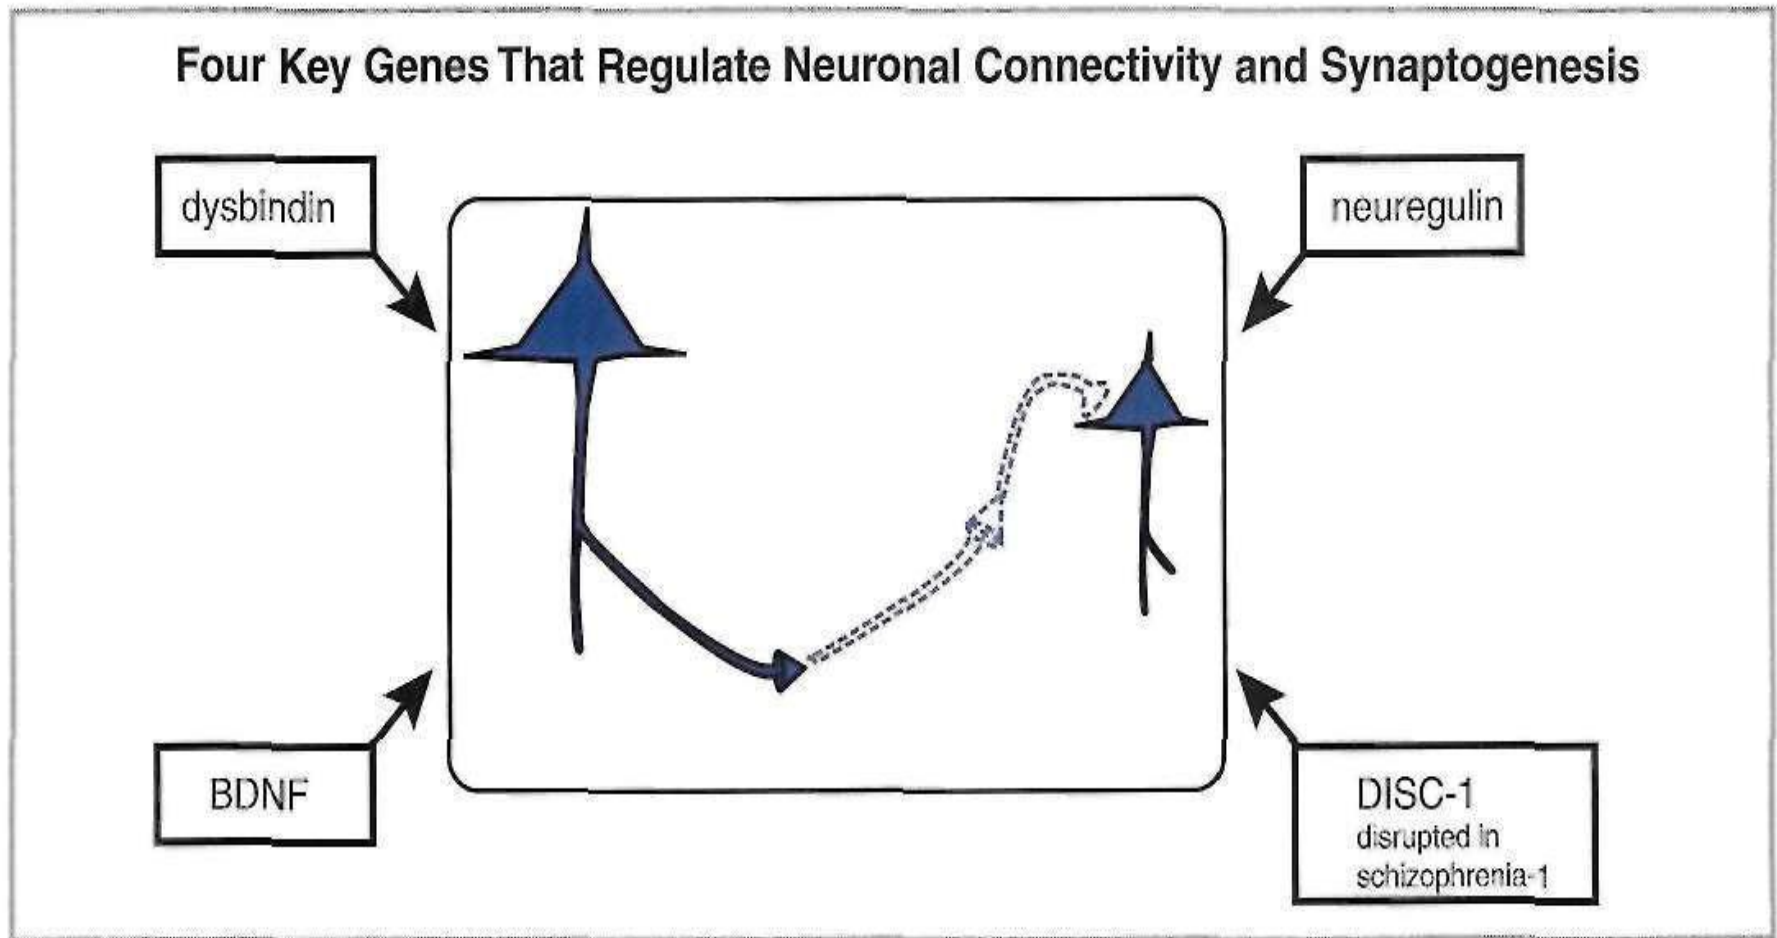 Four Key Genes That Regulate Neuronal Connectivity and Synaptogenesis
dysbindin
neuregulin
BDNF
DISC-1
disrupted in
schizophrenia-1